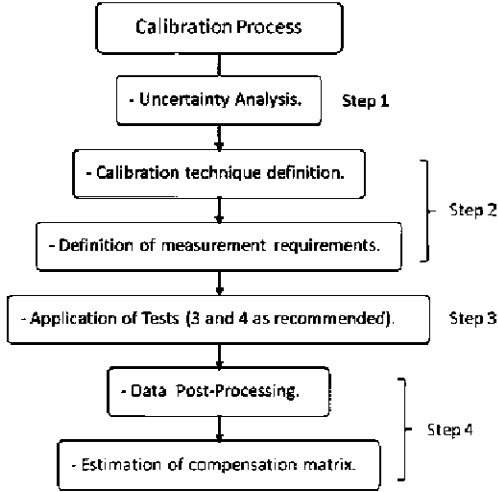 Calibration Process
- Uncertainty Analysis.
Step 1
- Calibration technique definition.
Step 2
- Definition of measurement requirements.
- Application of Tests (3 and 4 as recommended).
Step 3
- Data Post-Processing.
Step 4
- Estimation of compensation matrix.